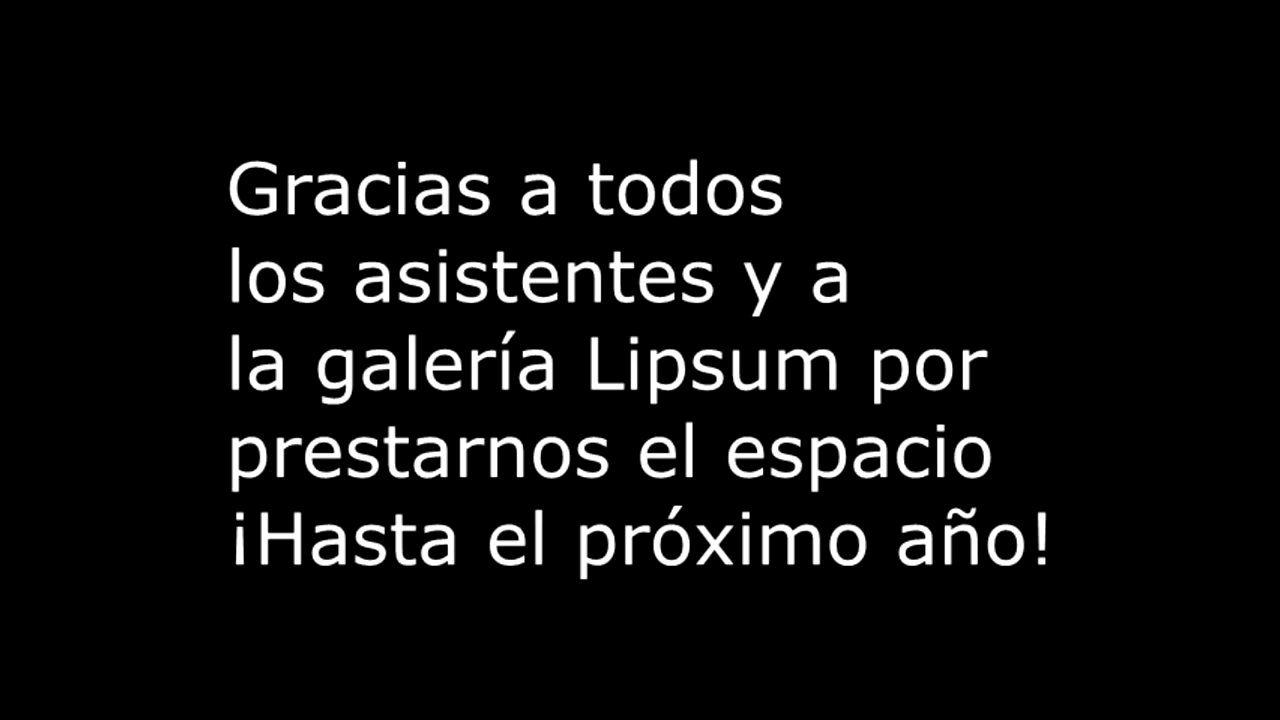 Gracias a todos
los asistentes y a
la galería Lipsum por
prestarnos el espacio
¡Hasta el próximo año!